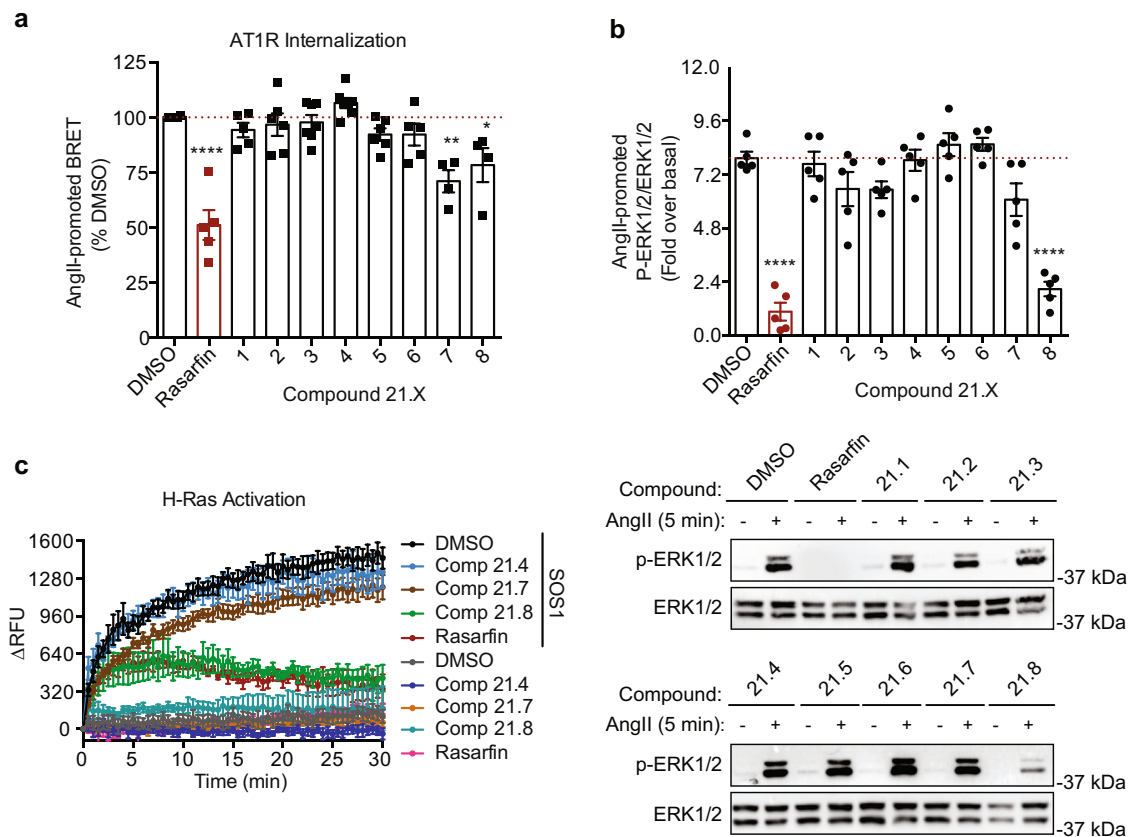 a
AT1R Internalization
AngII-promoted BRET
(% DMSO)
125
100
75
50
25
0
****
**
*
DMSO
Rasarfin
1
2
3
4
5
6
7
8
Compound 21.X
b
AngII-promoted
P-ERK1/2/ERK1/2
(Fold over basal)
12.0
9.6
7.2
4.8
2.4
0.0
****
****
DMSO
Rasarfin
1
2
3
4
5
6
7
8
Compound 21.X
c
H-Ras Activation
ΔRFU
1600
1280
960
640
320
0
0 5 10 15 20 25 30
Time (min)
DMSO
Comp 21.4
Comp 21.7
Comp 21.8
Rasarfin
SOS1
DMSO
Comp 21.4
Comp 21.7
Comp 21.8
Rasarfin
Compound: DMSO Rasarfin 21.1 21.2 21.3
AngII (5 min): - + - + - + - + - +
p-ERK1/2
-37 kDa
ERK1/2
-37 kDa
Compound: 21.4 21.5 21.6 21.7 21.8
AngII (5 min): - + - + - + - + - +
p-ERK1/2
-37 kDa
ERK1/2
-37 kDa